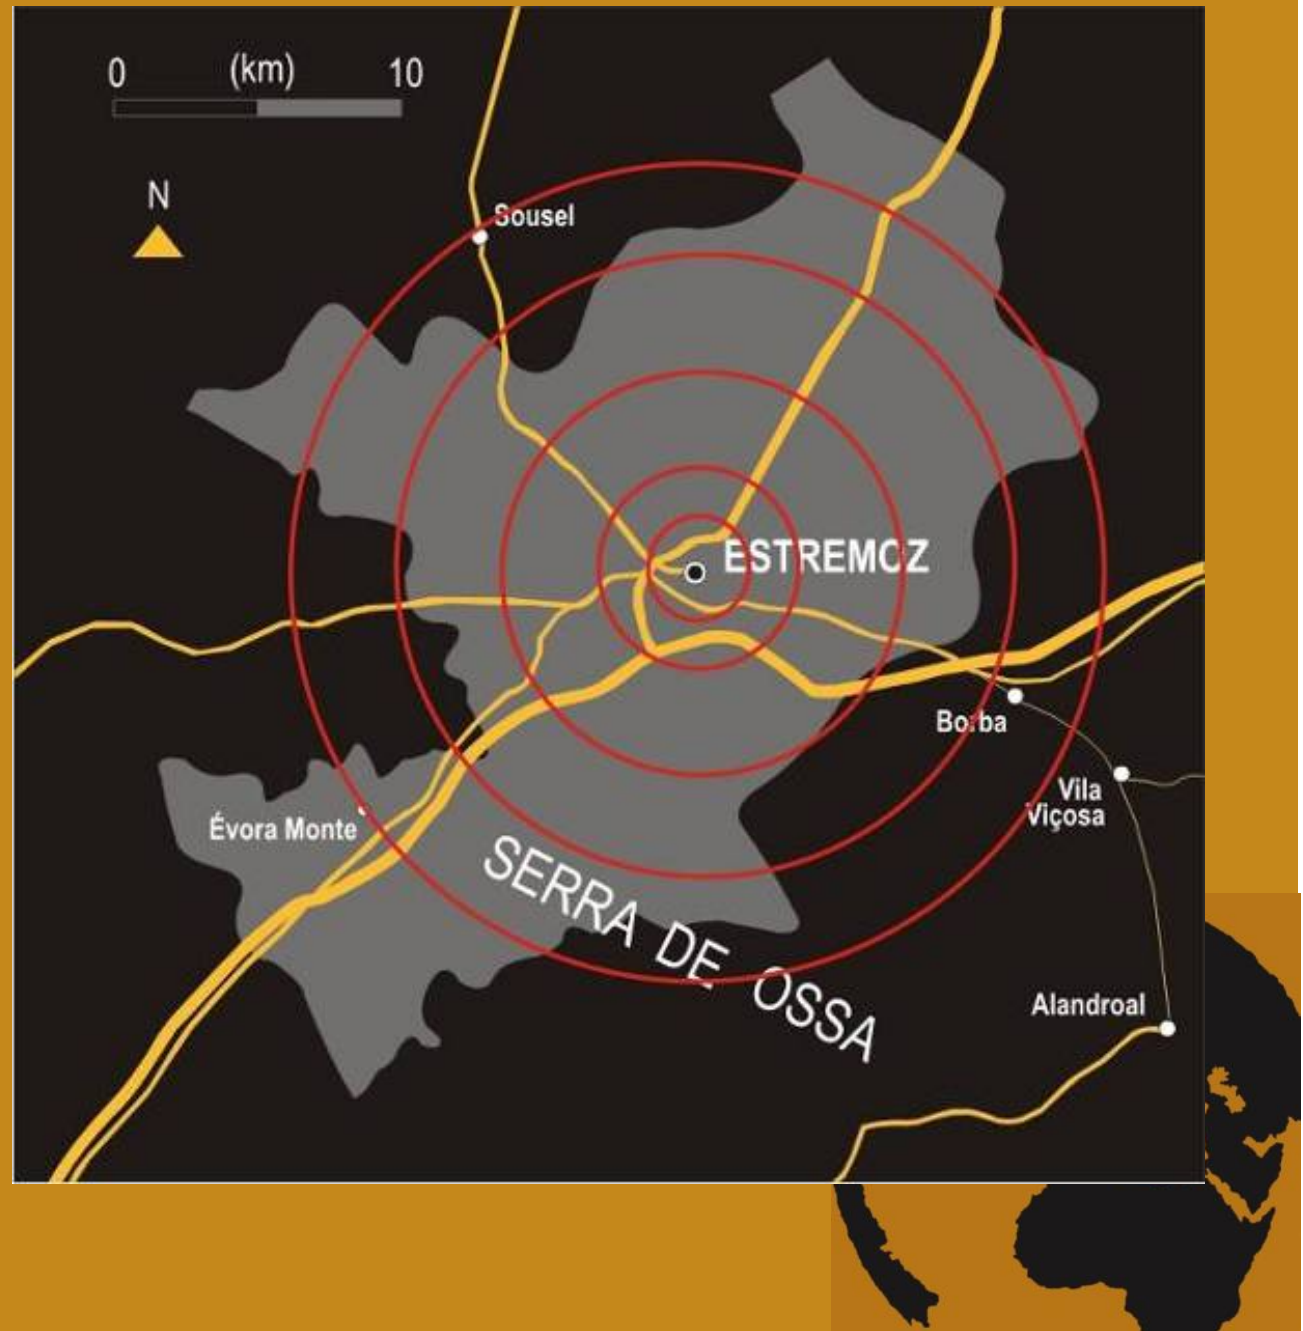 0 (km) 10
N
Sousel
ESTREMOZ
Borba
Vila
Viçosa
Évora Monte
SERRA DE OSSA
Alandroal